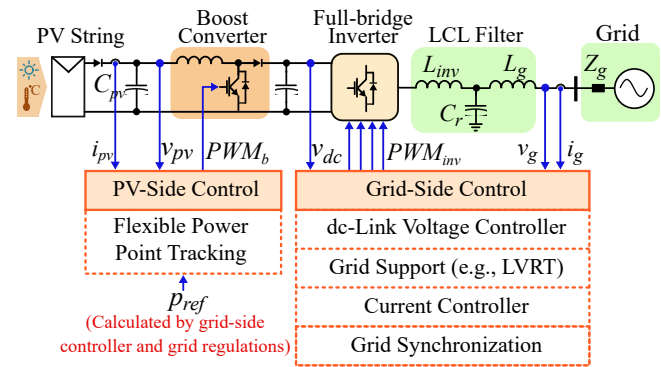 PV String
Boost
Converter
Full-bridge
Inverter
LCL Filter
Grid
°C
C_pv
L_inv
L_g
Z_g
C_r
i_pv
v_pv
PWM_b
v_dc
PWM_inv
v_g
i_g
PV-Side Control
Flexible Power
Point Tracking
p_ref
(Calculated by grid-side
controller and grid regulations)
Grid-Side Control
dc-Link Voltage Controller
Grid Support (e.g., LVRT)
Current Controller
Grid Synchronization